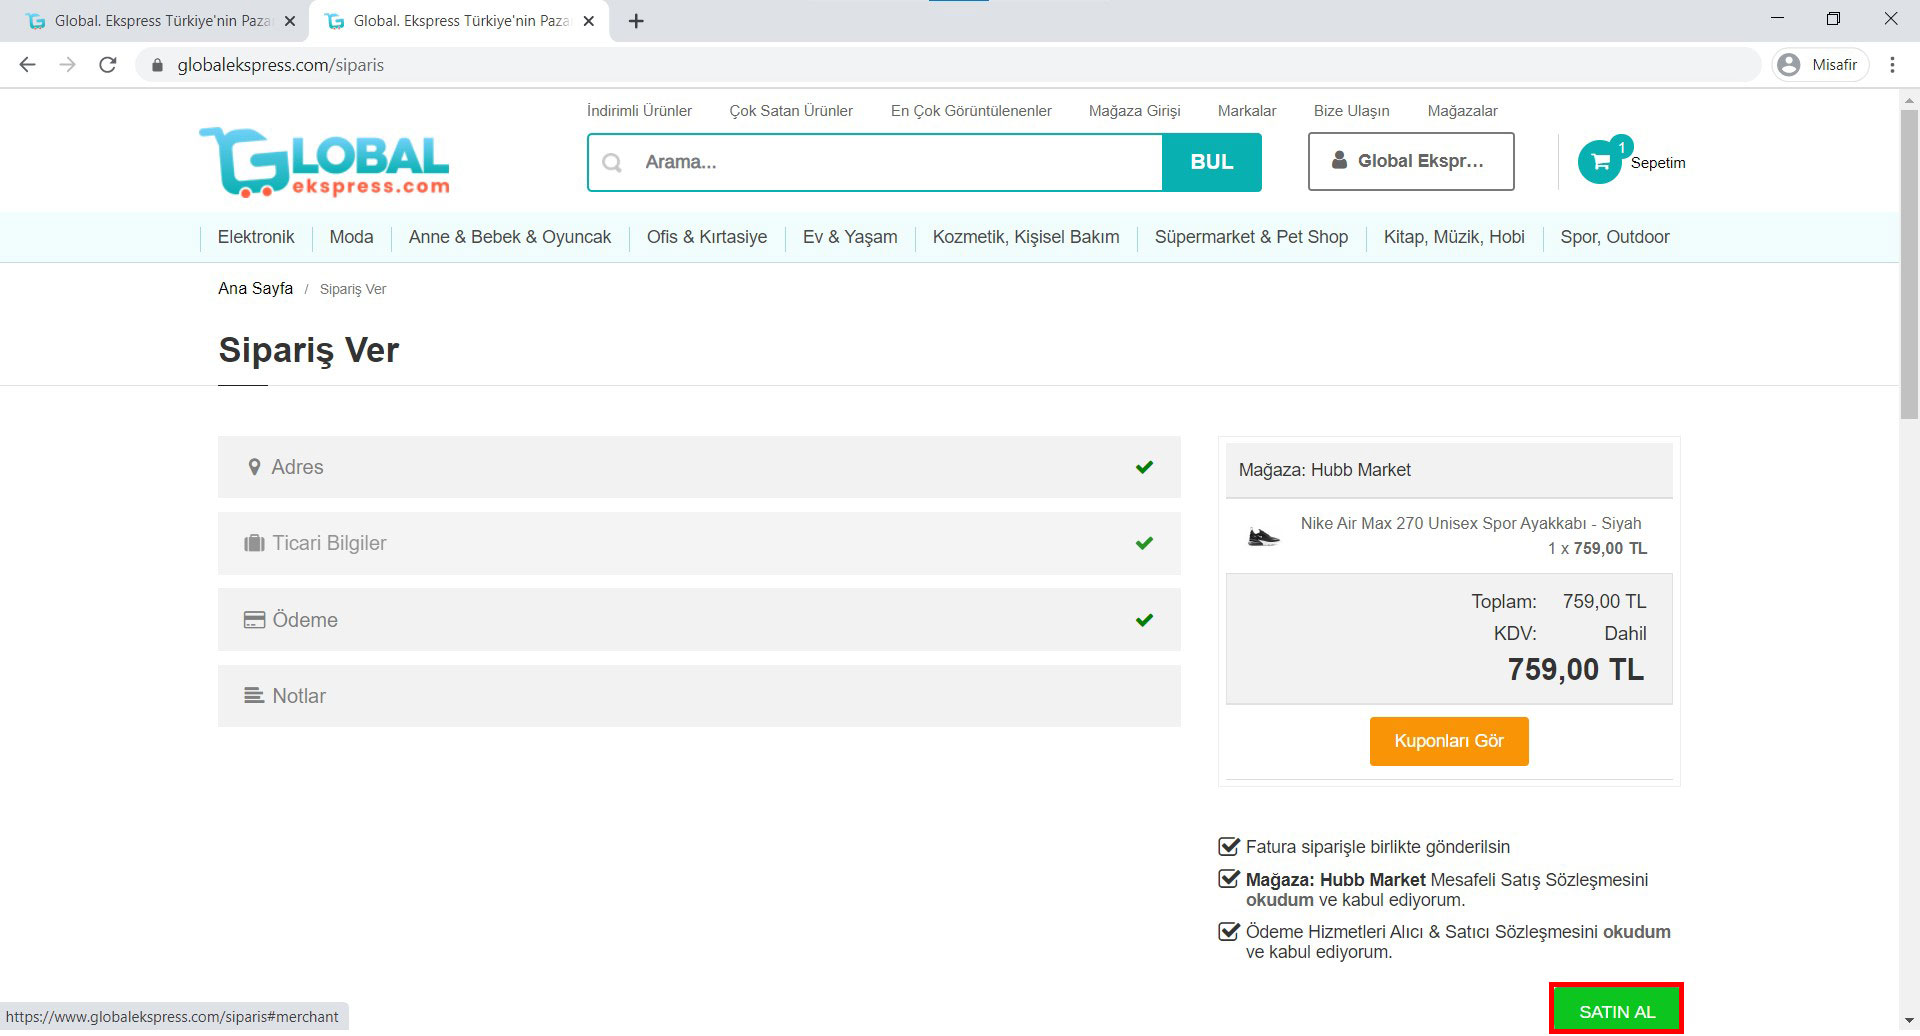 Global. Ekspress Türkiye'nin Paza
Global. Ekspress Türkiye'nin Paza
globalekspress.com/siparis
Misafir
İndirimli Ürünler
Çok Satan Ürünler
En Çok Görüntülenenler
Mağaza Girişi
Markalar
Bize Ulaşın
Mağazalar
GLOBAL
ekspress.com
Arama...
BUL
Global Ekspr...
1
Sepetim
Elektronik
Moda
Anne & Bebek & Oyuncak
Ofis & Kırtasiye
Ev & Yaşam
Kozmetik, Kişisel Bakım
Süpermarket & Pet Shop
Kitap, Müzik, Hobi
Spor, Outdoor
Ana Sayfa / Sipariş Ver
Sipariş Ver
Adres
Ticari Bilgiler
Ödeme
Notlar
Mağaza: Hubb Market
Nike Air Max 270 Unisex Spor Ayakkabı - Siyah
1 x 759,00 TL
Toplam: 759,00 TL
KDV: Dahil
759,00 TL
Kuponları Gör
Fatura siparişle birlikte gönderilsin
Mağaza: Hubb Market Mesafeli Satış Sözleşmesini
okudum ve kabul ediyorum.
Ödeme Hizmetleri Alıcı & Satıcı Sözleşmesini okudum
ve kabul ediyorum.
SATIN AL
https://www.globalekspress.com/siparis#merchant